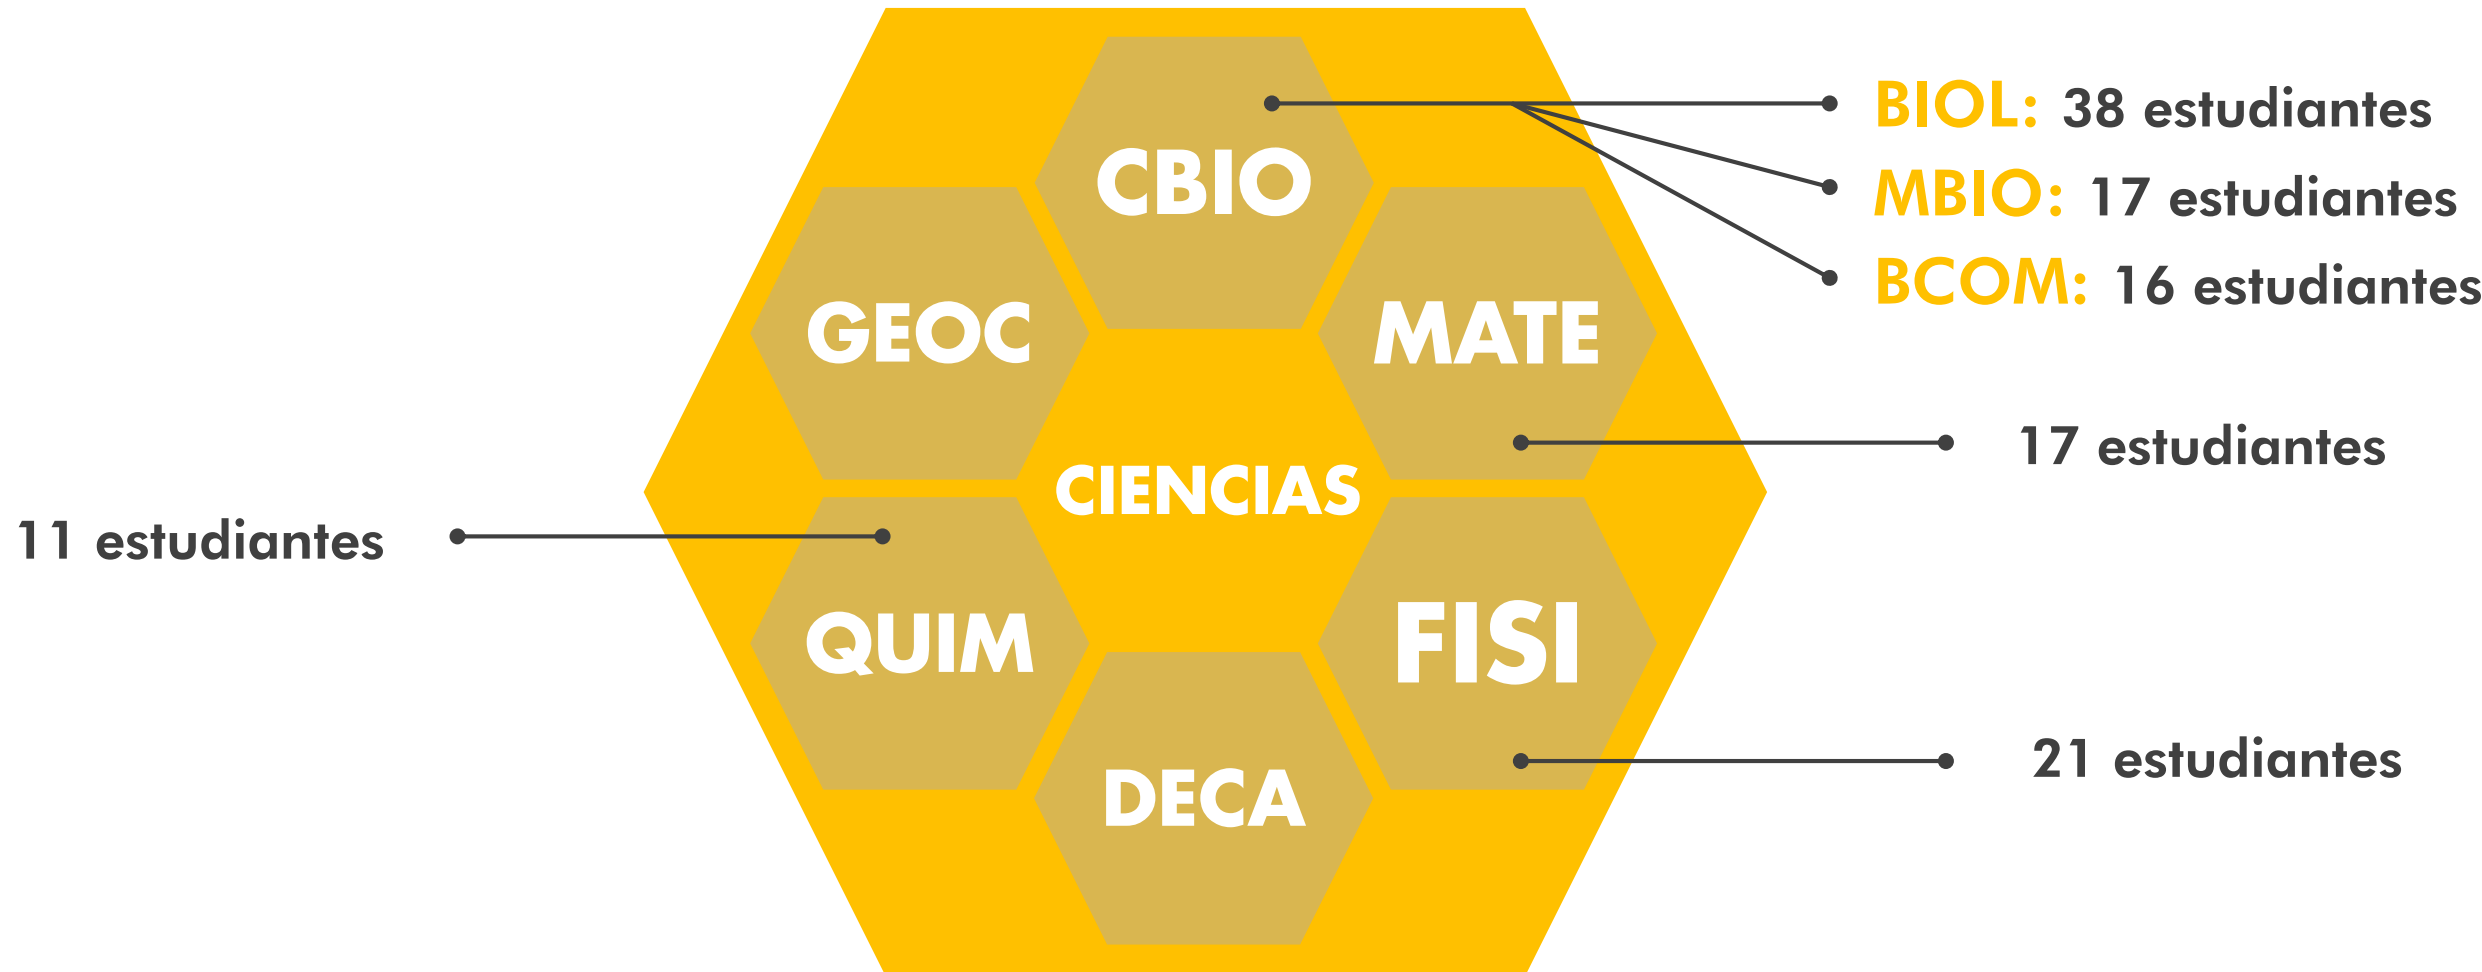 BIOL: 38 estudiantes
CBIO
MBIO: 17 estudiantes
BCOM: 16 estudiantes
GEOC
MATE
17 estudiantes
CIENCIAS
11 estudiantes
QUIM
FISI
21 estudiantes
DECA